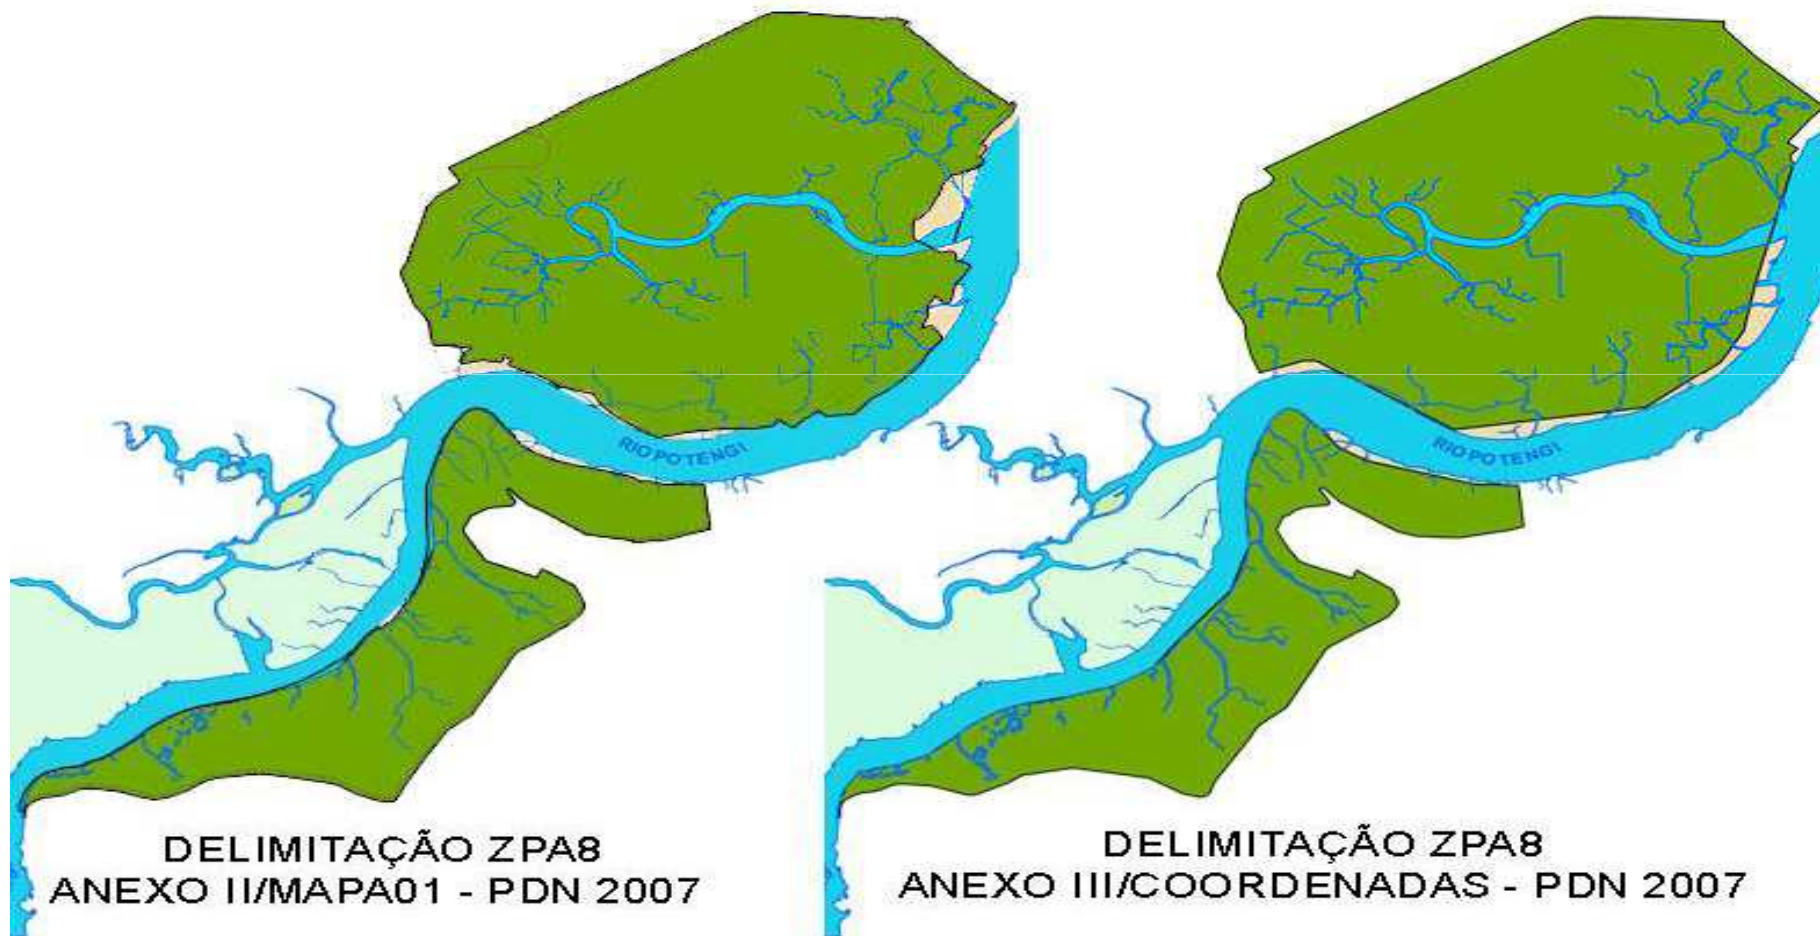 RIO POTENGI
RIO POTENGI
DELIMITAÇÃO ZPA8
ANEXO II/MAPA01 - PDN 2007
DELIMITAÇÃO ZPA8
ANEXO III/COORDENADAS - PDN 2007